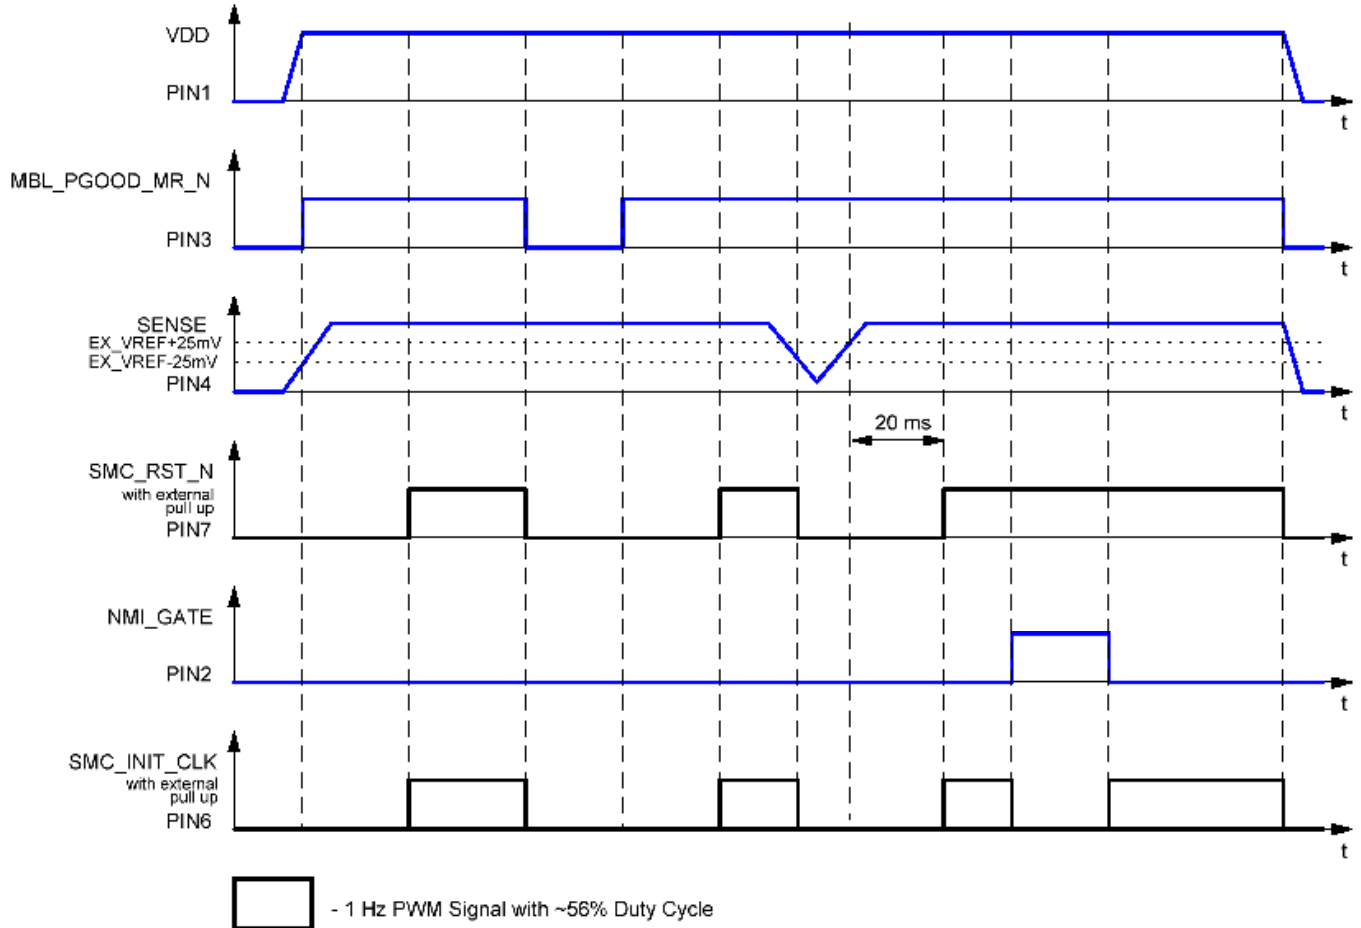 VDD
PIN1
t
MBL_PGOOD_MR_N
PIN3
t
SENSE
EX_VREF+25mV
EX_VREF-25mV
PIN4
t
20 ms
SMC_RST_N
with external
pull up
PIN7
t
NMI_GATE
PIN2
t
SMC_INIT_CLK
with external
pull up
PIN6
t
- 1 Hz PWM Signal with ~56% Duty Cycle